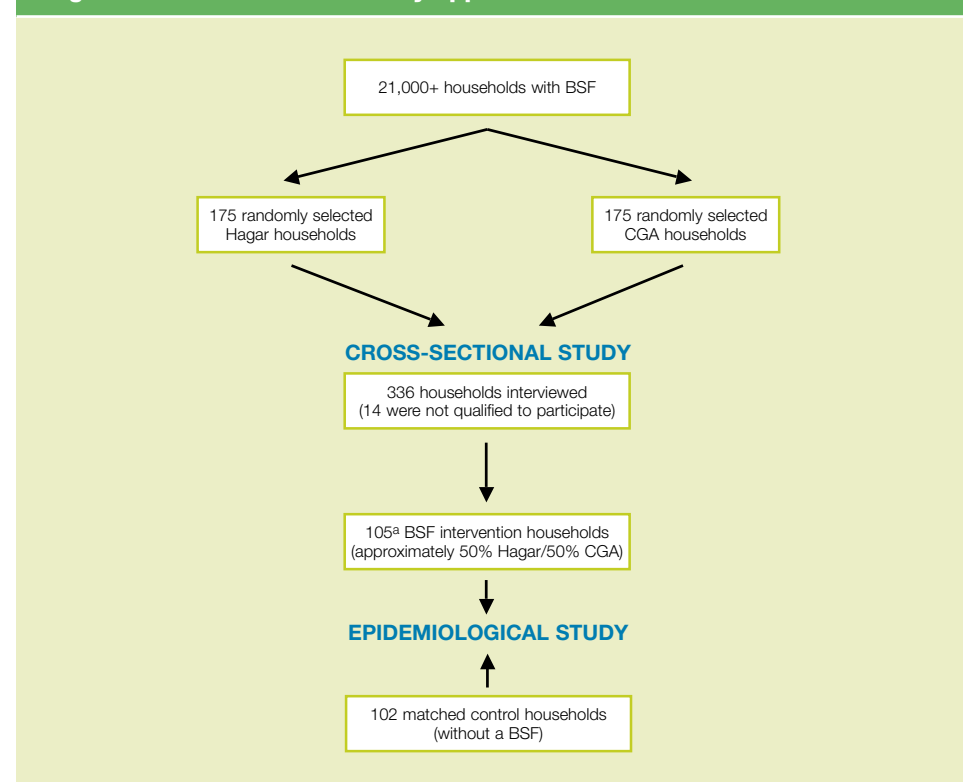 21,000+ households with BSF
175 randomly selected
Hagar households
175 randomly selected
CGA households
CROSS-SECTIONAL STUDY
336 households interviewed
(14 were not qualified to participate)
105ª BSF intervention households
(approximately 50% Hagar/50% CGA)
EPIDEMIOLOGICAL STUDY
102 matched control households
(without a BSF)